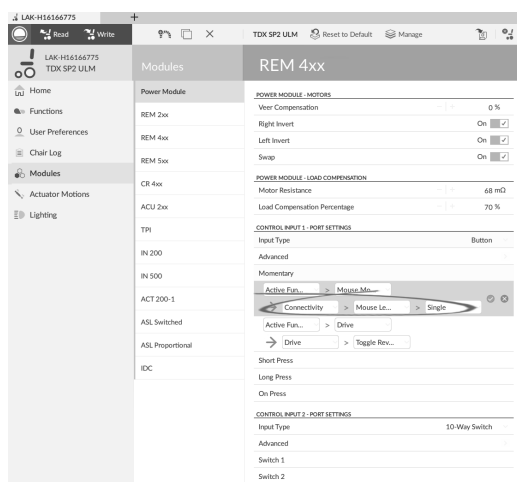 LAK-H16166775
Read
Write
TDX SP2 ULM
Reset to Default
Manage
LAK-H16166775
TDX SP2 ULM
Home
Functions
User Preferences
Chair Log
Modules
Actuator Motions
Lighting
Modules
Power Module
REM 2xx
REM 4xx
REM 5xx
CR 4xx
ACU 2xx
TPI
IN 200
IN 500
ACT 200-1
ASL Switched
ASL Proportional
IDC
REM 4xx
POWER MODULE - MOTORS
Veer Compensation 0 %
Right Invert On
Left Invert On
Swap On
POWER MODULE - LOAD COMPENSATION
Motor Resistance 68 mΩ
Load Compensation Percentage 70 %
CONTROL INPUT 1 - PORT SETTINGS
Input Type Button
Advanced
Momentary
Active Fun... > Mouse Mo...
Connectivity > Mouse Le... > Single
Active Fun... > Drive
Drive > Toggle Rev...
Short Press
Long Press
On Press
CONTROL INPUT 2 - PORT SETTINGS
Input Type 10-Way Switch
Advanced
Switch 1
Switch 2